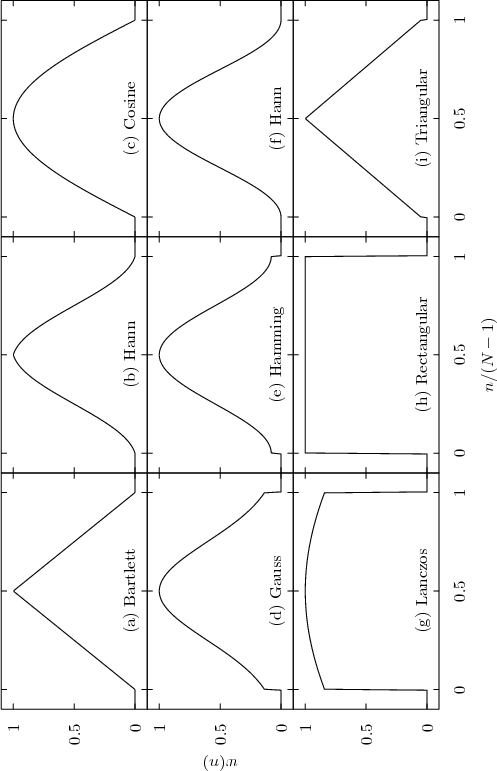 1
0.5
0
(a) Bartlett
(b) Hann
(c) Cosine
w(n)
1
0.5
0
(d) Gauss
(e) Hamming
(f) Hann
1
0.5
0
(g) Lanczos
(h) Rectangular
(i) Triangular
0
0.5
1
0
0.5
1
0
0.5
1
n/(N − 1)